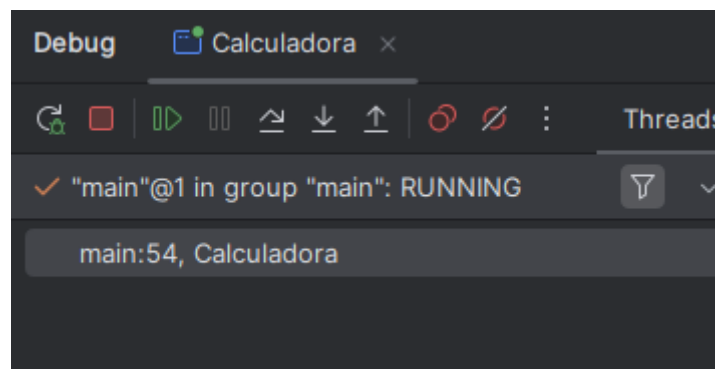 Debug Calculadora
Threads
"main"@1 in group "main": RUNNING
main:54, Calculadora